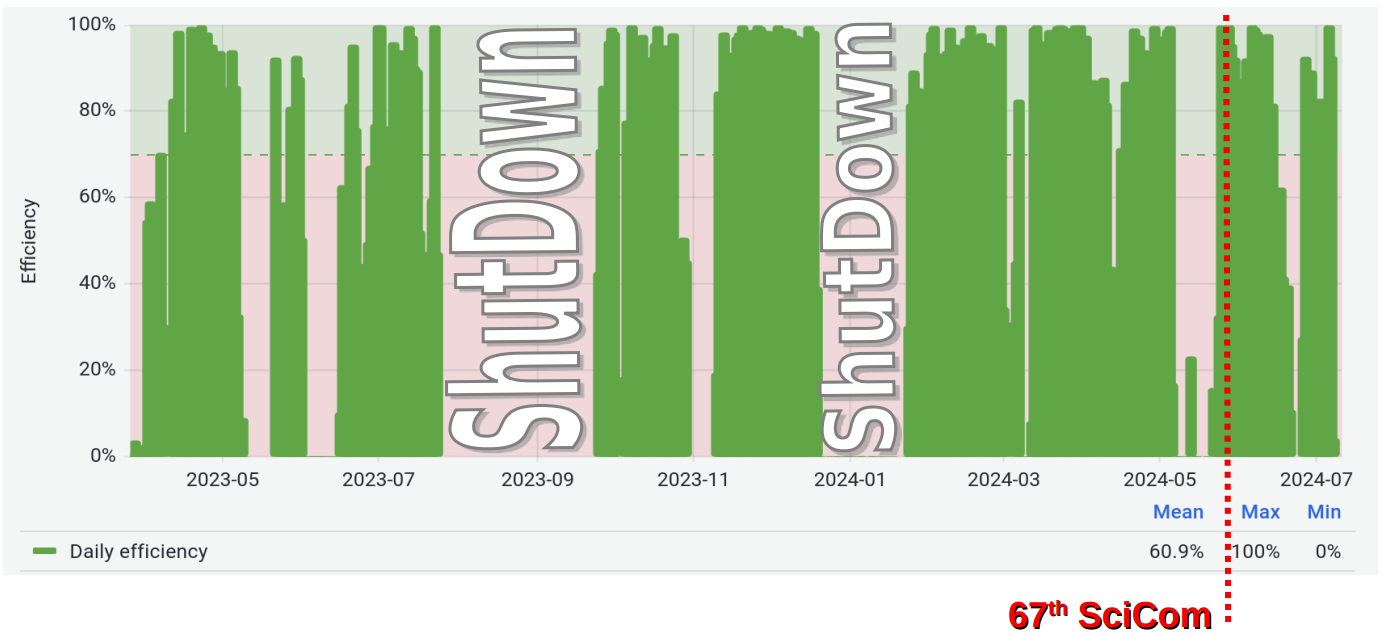 100%
80%
60%
40%
20%
0%
Efficiency
ShutDown
ShutDown
2023-05 2023-07 2023-09 2023-11 2024-01 2024-03 2024-05 2024-07
Mean Max Min
Daily efficiency 60.9% 100% 0%
67th SciCom